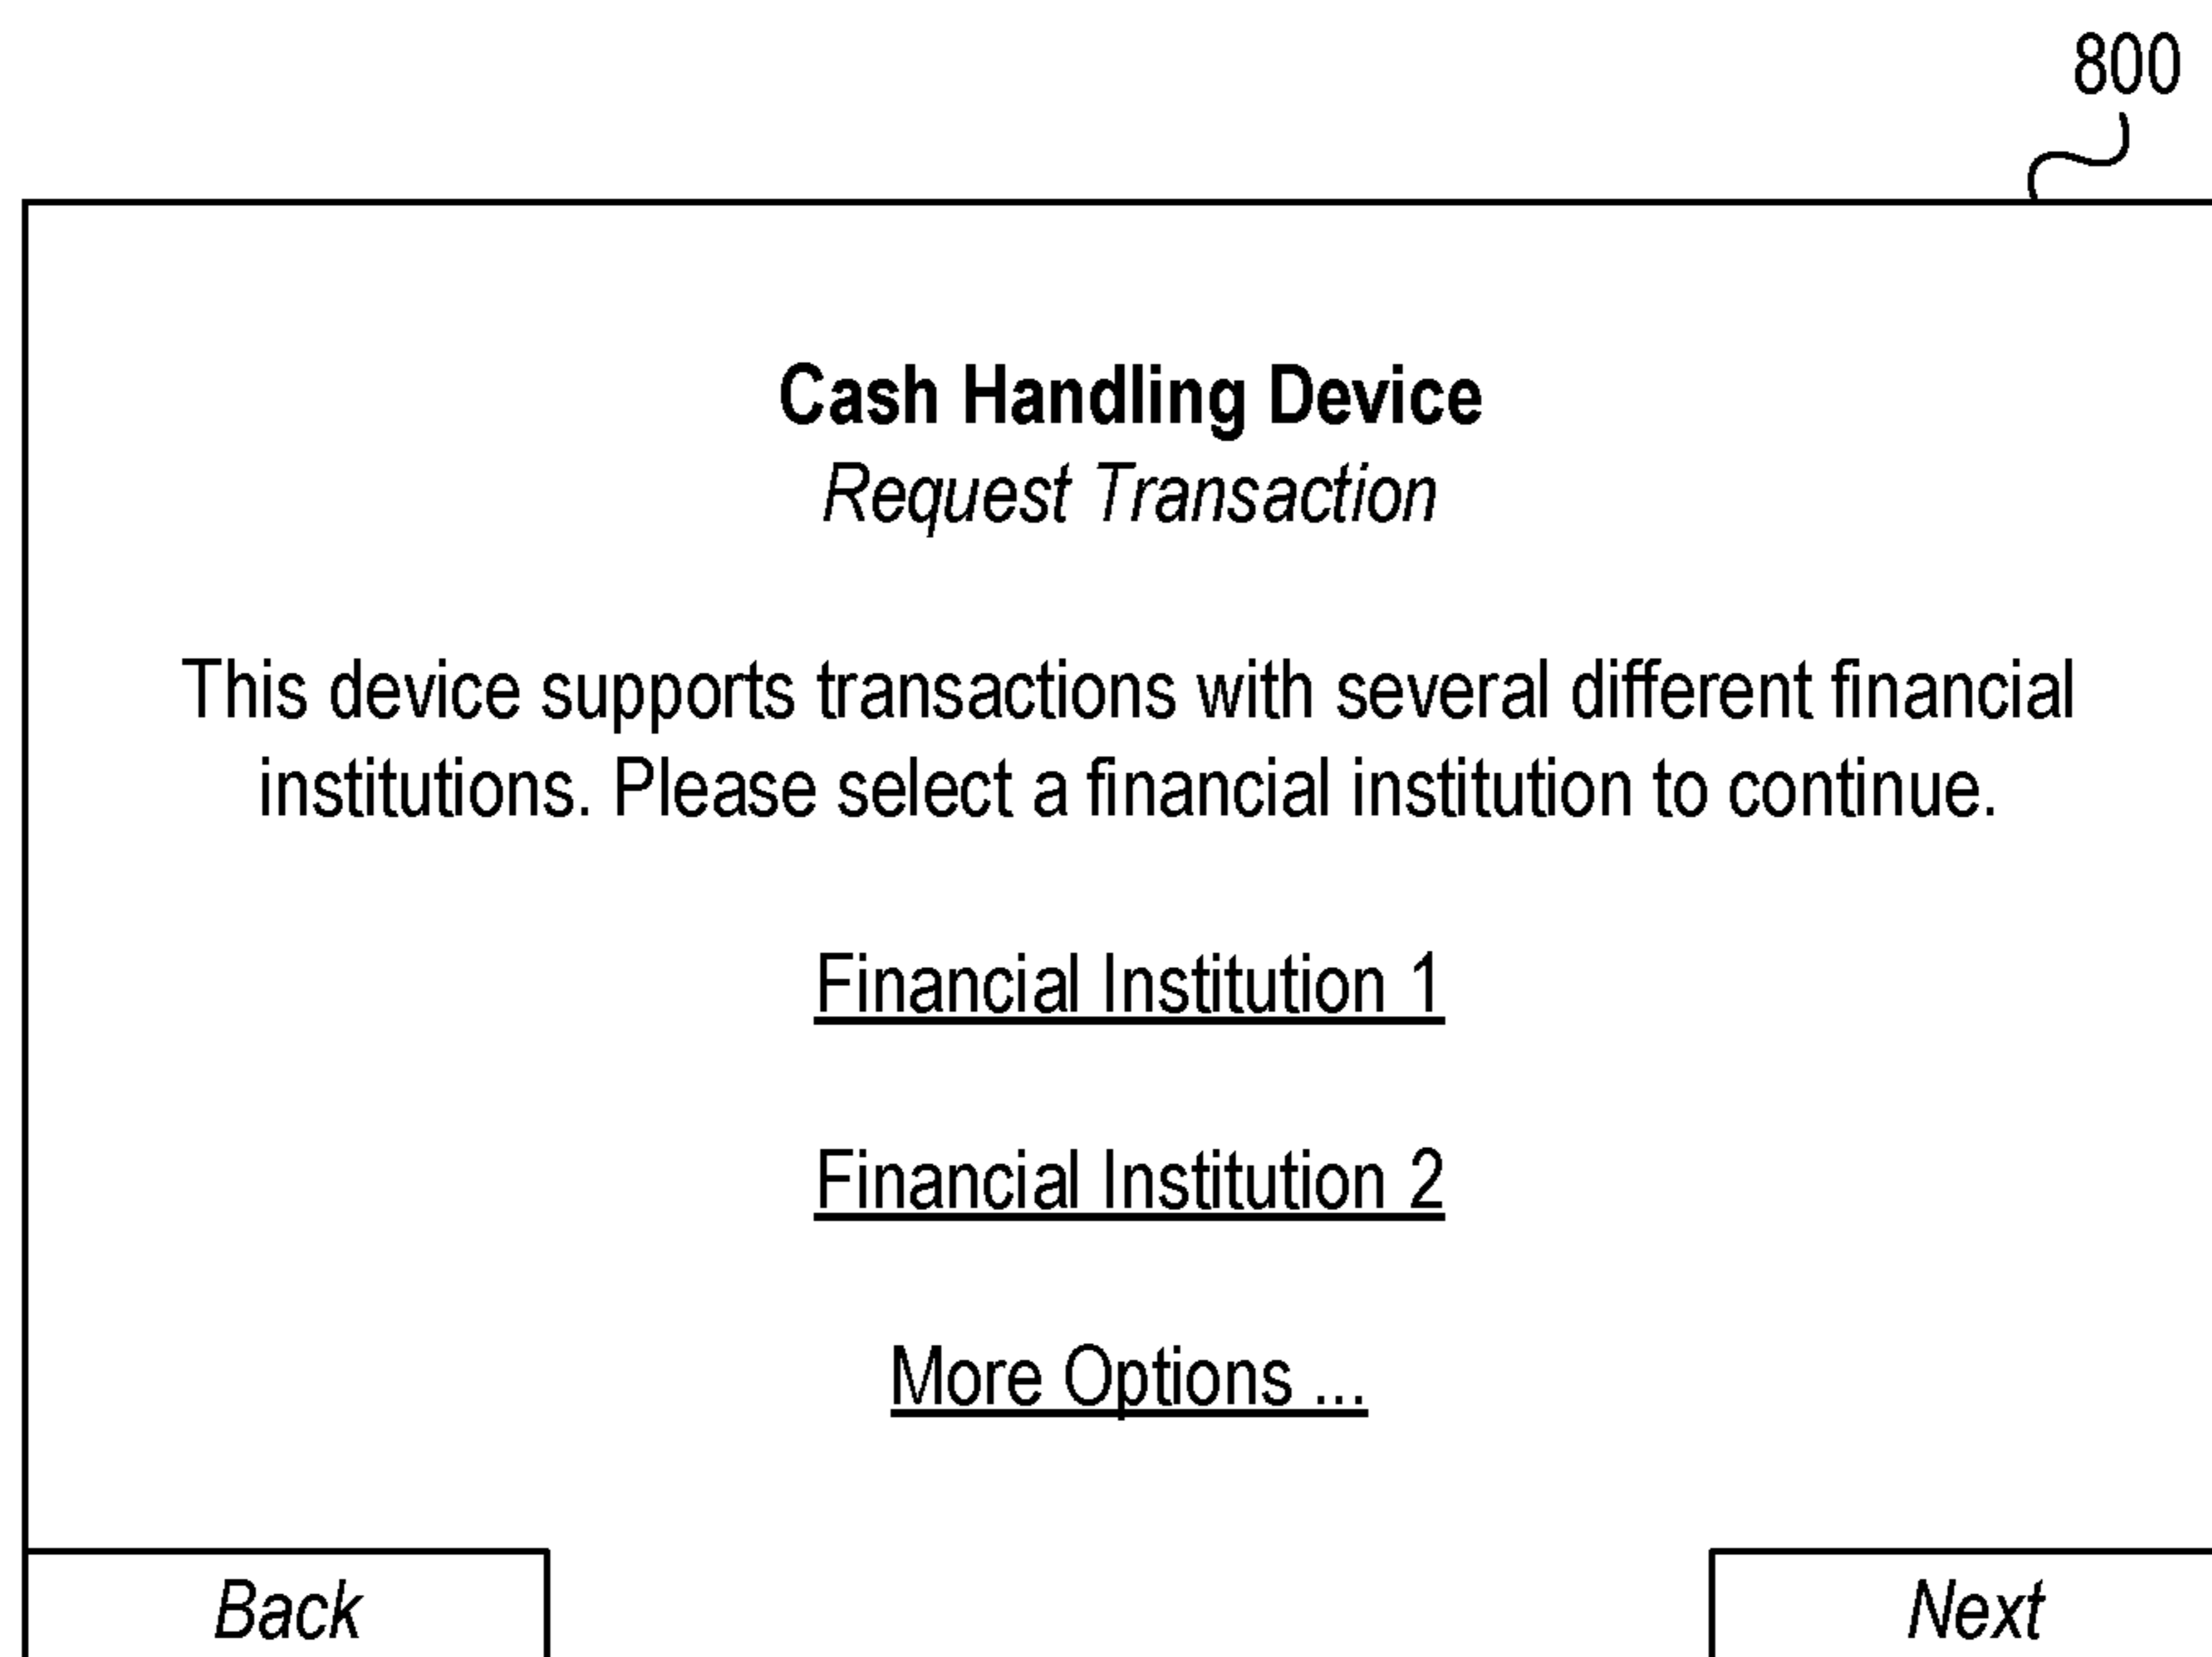 800
Cash Handling Device
Request Transaction
This device supports transactions with several different financial
institutions. Please select a financial institution to continue.
Financial Institution 1
Financial Institution 2
More Options ...
Back
Next